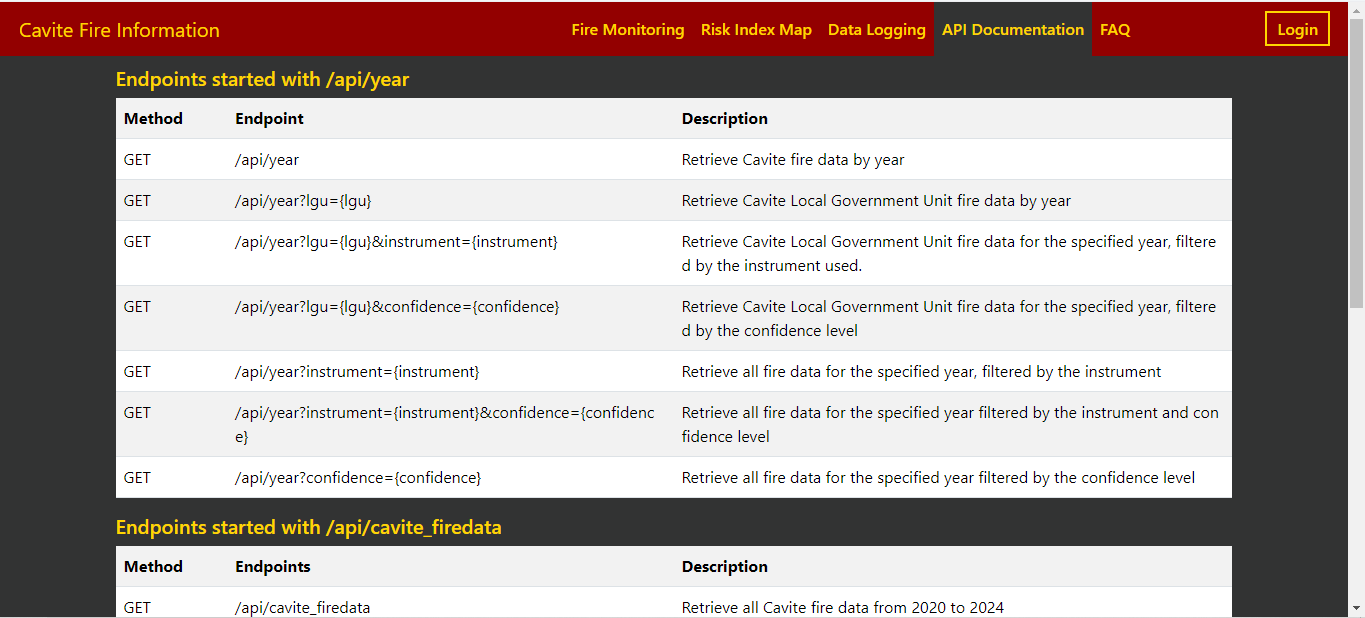 Cavite Fire Information
Fire Monitoring
Risk Index Map
Data Logging
API Documentation
FAQ
Login
Endpoints started with /api/year
Method Endpoint Description
GET /api/year Retrieve Cavite fire data by year
GET /api/year?lgu={lgu} Retrieve Cavite Local Government Unit fire data by year
GET /api/year?lgu={lgu}&instrument={instrument} Retrieve Cavite Local Government Unit fire data for the specified year, filtere
d by the instrument used.
GET /api/year?lgu={lgu}&confidence={confidence} Retrieve Cavite Local Government Unit fire data for the specified year, filtere
d by the confidence level
GET /api/year?instrument={instrument} Retrieve all fire data for the specified year, filtered by the instrument
GET /api/year?instrument={instrument}&confidence={confidenc Retrieve all fire data for the specified year filtered by the instrument and con
e} fidence level
GET /api/year?confidence={confidence} Retrieve all fire data for the specified year filtered by the confidence level
Endpoints started with /api/cavite_firedata
Method Endpoints Description
GET /api/cavite_firedata Retrieve all Cavite fire data from 2020 to 2024